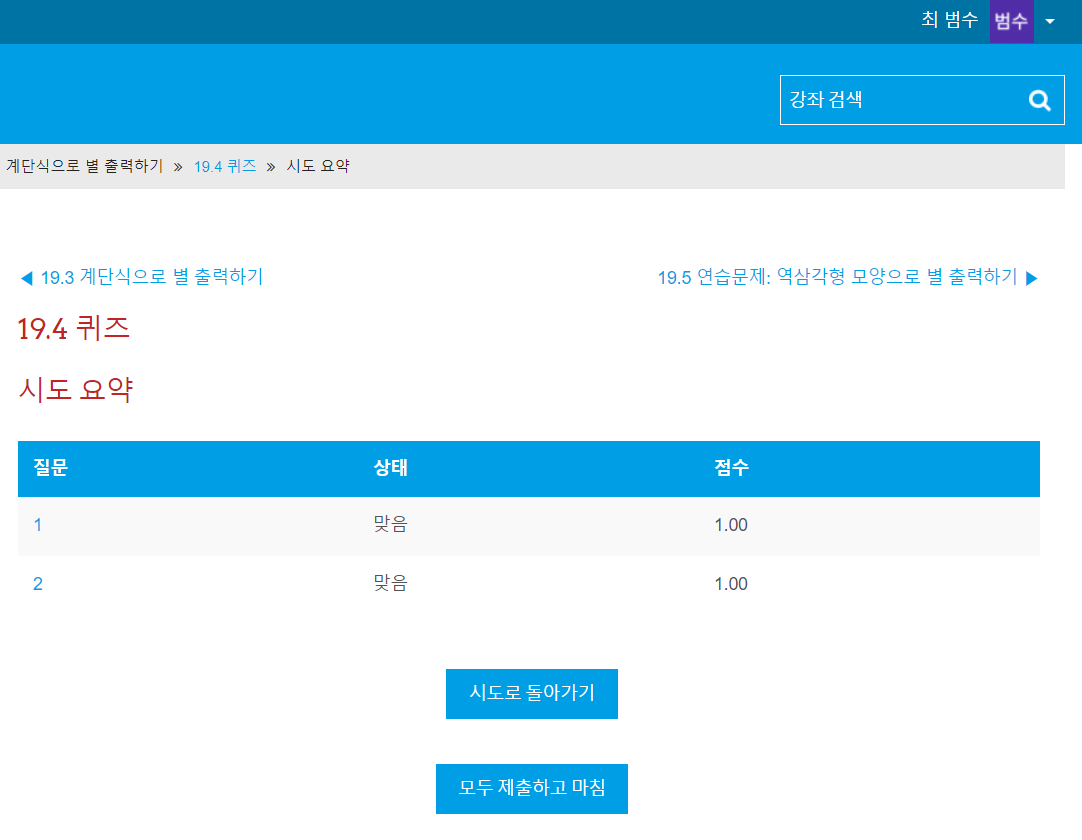 최 범수 범수
강좌 검색
계단식으로 별 출력하기 » 19.4 퀴즈 » 시도 요약
◀ 19.3 계단식으로 별 출력하기 19.5 연습문제: 역삼각형 모양으로 별 출력하기 ▶
19.4 퀴즈
시도 요약
질문 상태 점수
1 맞음 1.00
2 맞음 1.00
시도로 돌아가기
모두 제출하고 마침